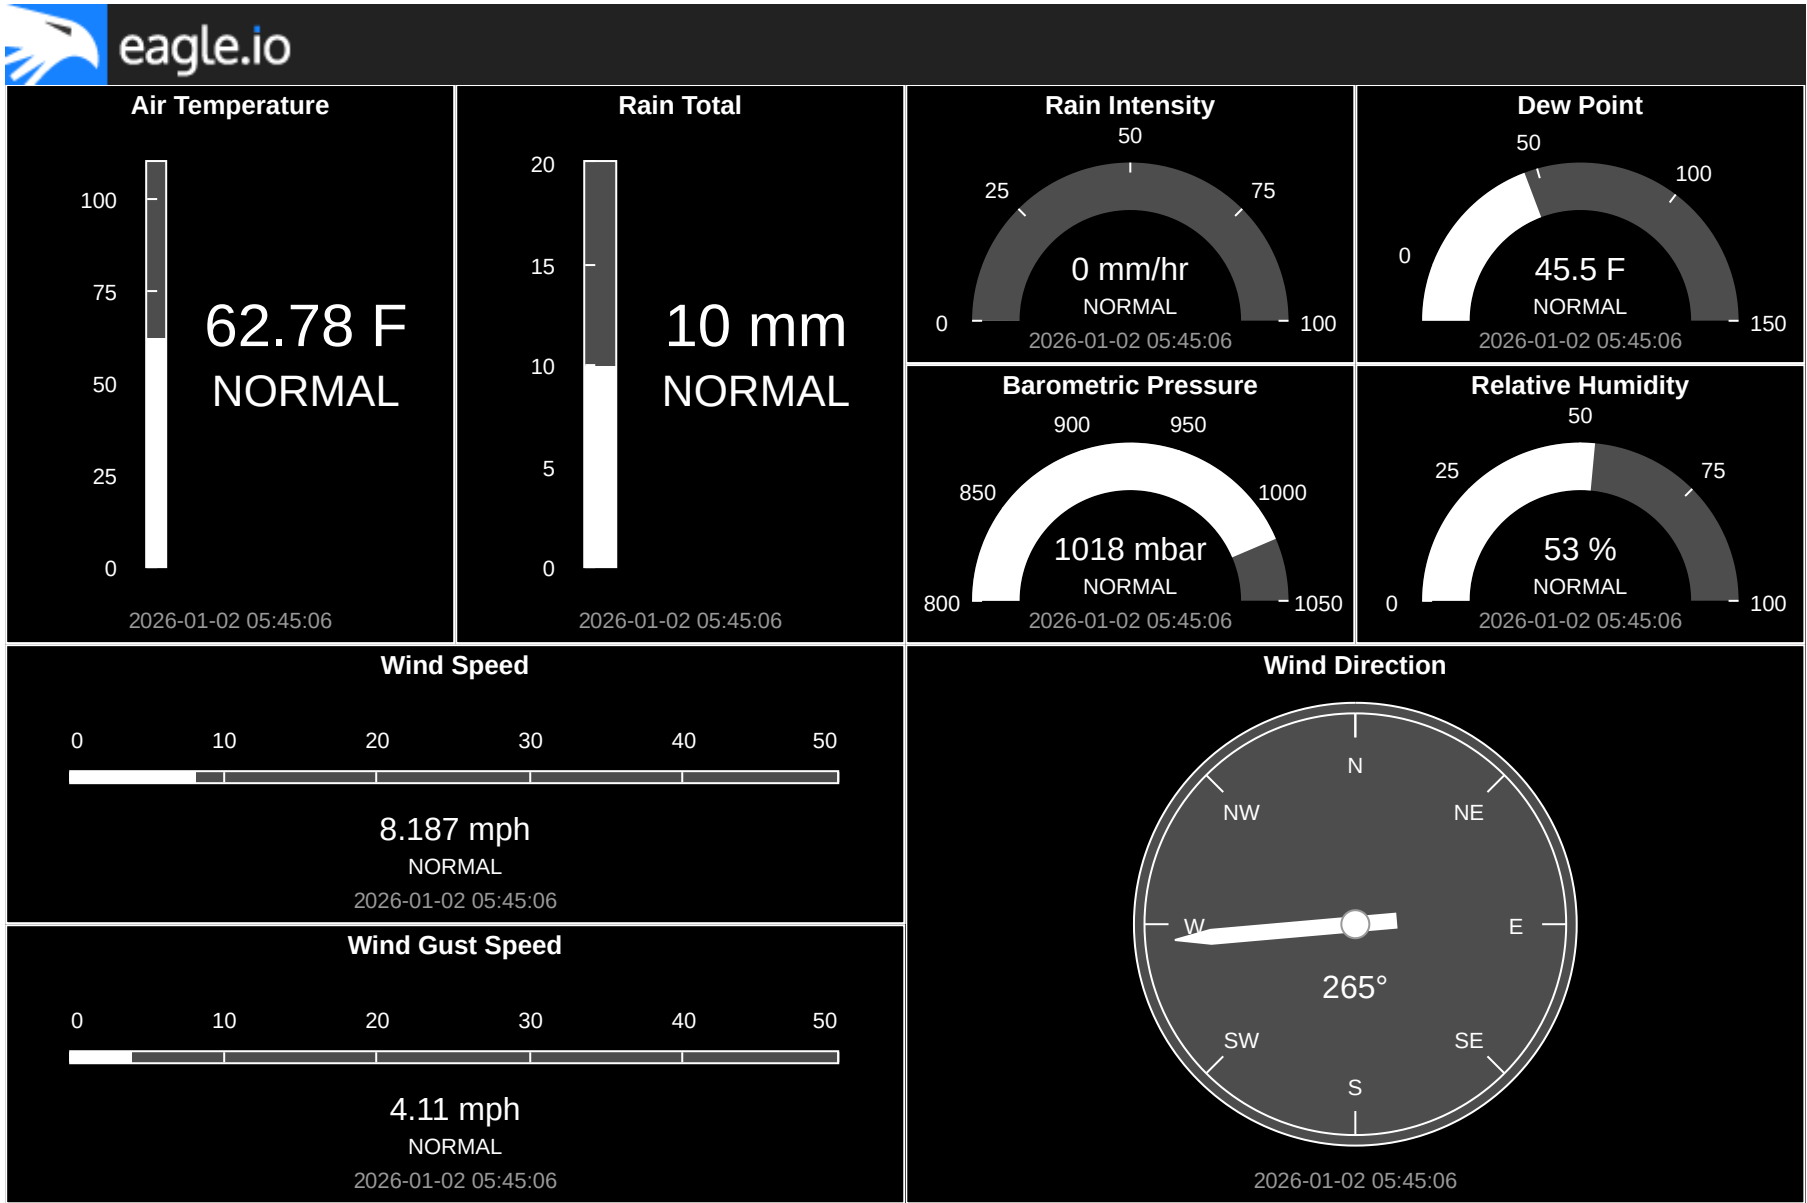 eagle.io
Air Temperature
100
75
50
25
0
62.78 F
NORMAL
2026-01-02 05:45:06
Rain Total
20
15
10
5
0
10 mm
NORMAL
2026-01-02 05:45:06
Rain Intensity
0
25
50
75
100
0 mm/hr
NORMAL
2026-01-02 05:45:06
Dew Point
0
50
100
150
45.5 F
NORMAL
2026-01-02 05:45:06
Barometric Pressure
800
850
900
950
1000
1050
1018 mbar
NORMAL
2026-01-02 05:45:06
Relative Humidity
0
25
50
75
100
53 %
NORMAL
2026-01-02 05:45:06
Wind Speed
0 10 20 30 40 50
8.187 mph
NORMAL
2026-01-02 05:45:06
Wind Gust Speed
0 10 20 30 40 50
4.11 mph
NORMAL
2026-01-02 05:45:06
Wind Direction
N
NW NE
W E
265°
SW SE
S
2026-01-02 05:45:06